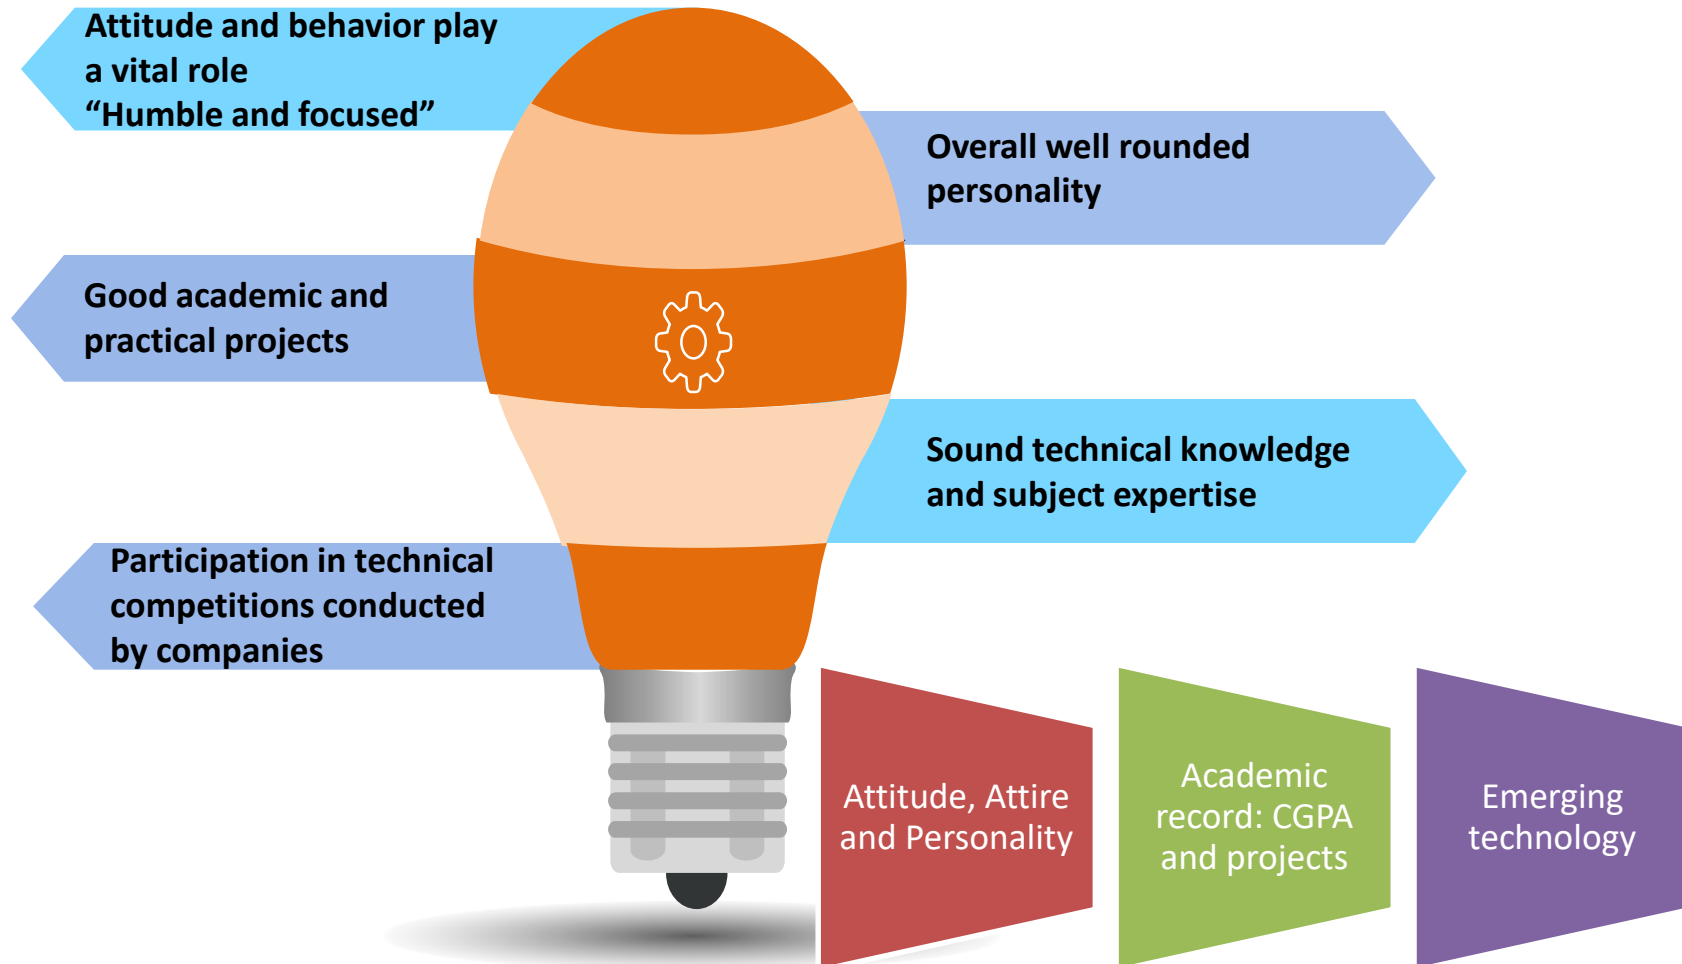 Attitude and behavior play
a vital role
“Humble and focused”
Overall well rounded
personality
Good academic and
practical projects
Sound technical knowledge
and subject expertise
Participation in technical
competitions conducted
by companies
Attitude, Attire
and Personality
Academic
record: CGPA
and projects
Emerging
technology